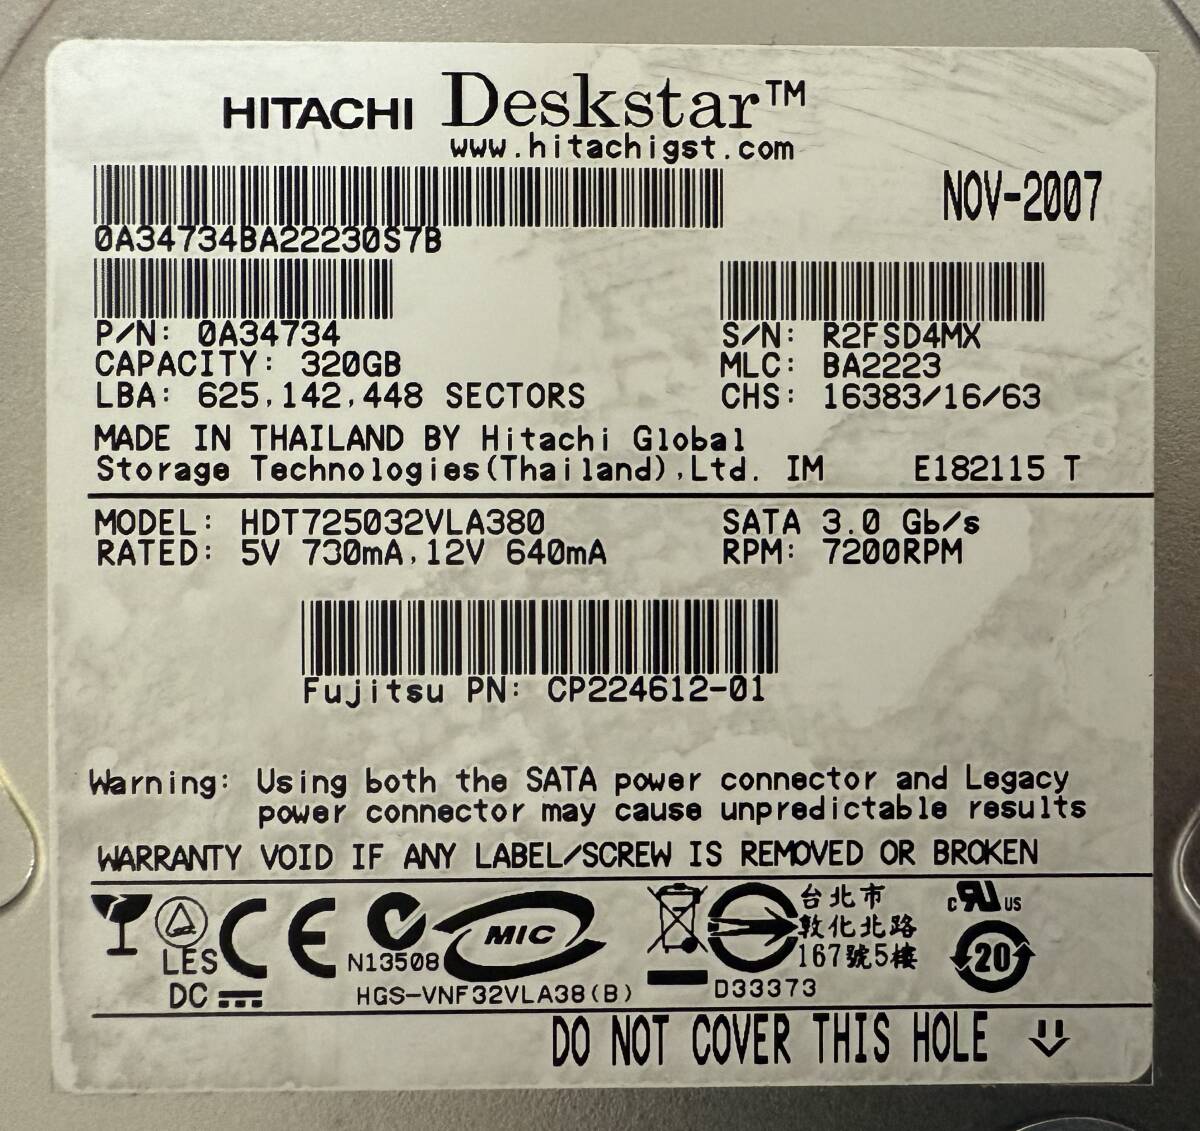 HITACHI Deskstar™
www.hitachigst.com
NOV-2007
0A34734BA22230S7B
P/N: 0A34734
S/N: R2FSD4MX
CAPACITY: 320GB
MLC: BA2223
LBA: 625,142,448 SECTORS
CHS: 16383/16/63
MADE IN THAILAND BY Hitachi Global
Storage Technologies(Thailand),Ltd. IM E182115 T
MODEL: HDT725032VLA380
SATA 3.0 Gb/s
RATED: 5V 730mA,12V 640mA
RPM: 7200RPM
Fujitsu PN: CP224612-01
Warning: Using both the SATA power connector and Legacy
power connector may cause unpredictable results
WARRANTY VOID IF ANY LABEL/SCREW IS REMOVED OR BROKEN
LES
DC
CE
N13508
MIC
HGS-VNF32VLA38(B)
D33373
台北市
敦化北路
167號5樓
c RU US
20
DO NOT COVER THIS HOLE